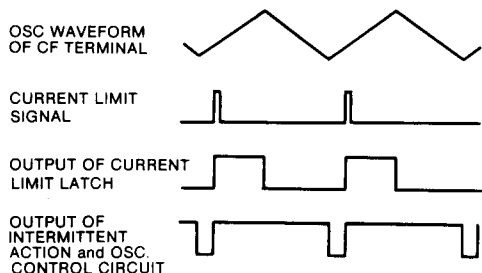 OSC WAVEFORM
OF CF TERMINAL
CURRENT LIMIT
SIGNAL
OUTPUT OF CURRENT
LIMIT LATCH
OUTPUT OF
INTERMITTENT
ACTION and OSC.
CONTROL CIRCUIT